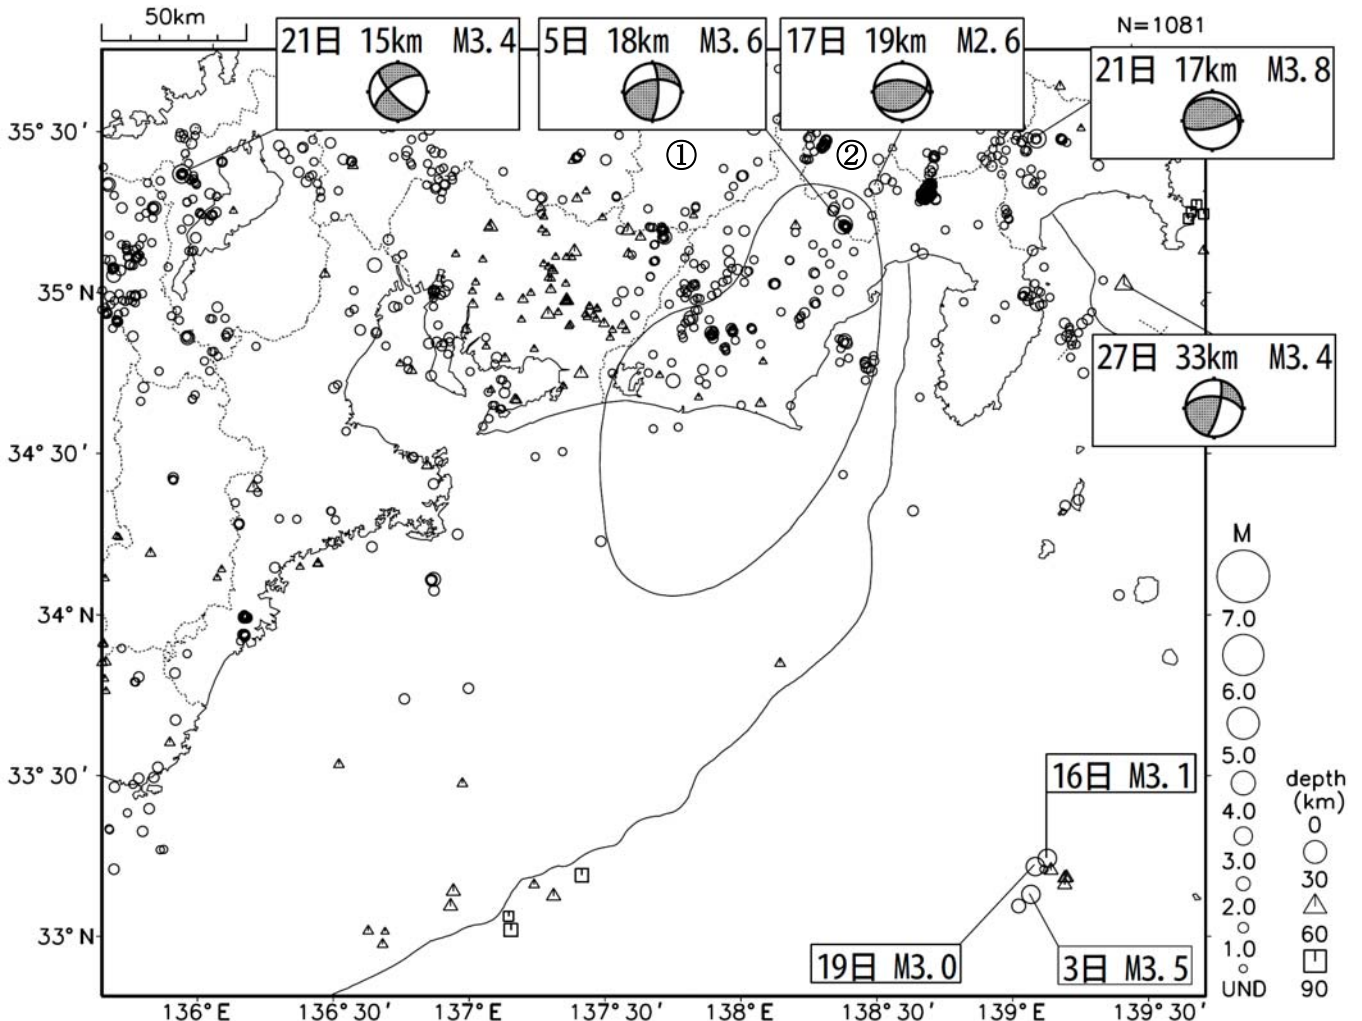 50km
N=1081
21日 15km M3.4
5日 18km M3.6
17日 19km M2.6
21日 17km M3.8
①
②
35°30′
35°N
27日 33km M3.4
34°30′
34°N
33°30′
33°N
16日 M3.1
19日 M3.0
3日 M3.5
M
7.0
6.0
5.0
4.0
3.0
2.0
1.0
UND
depth
(km)
0
30
60
90
136°E
136°30′
137°E
137°30′
138°E
138°30′
139°E
139°30′